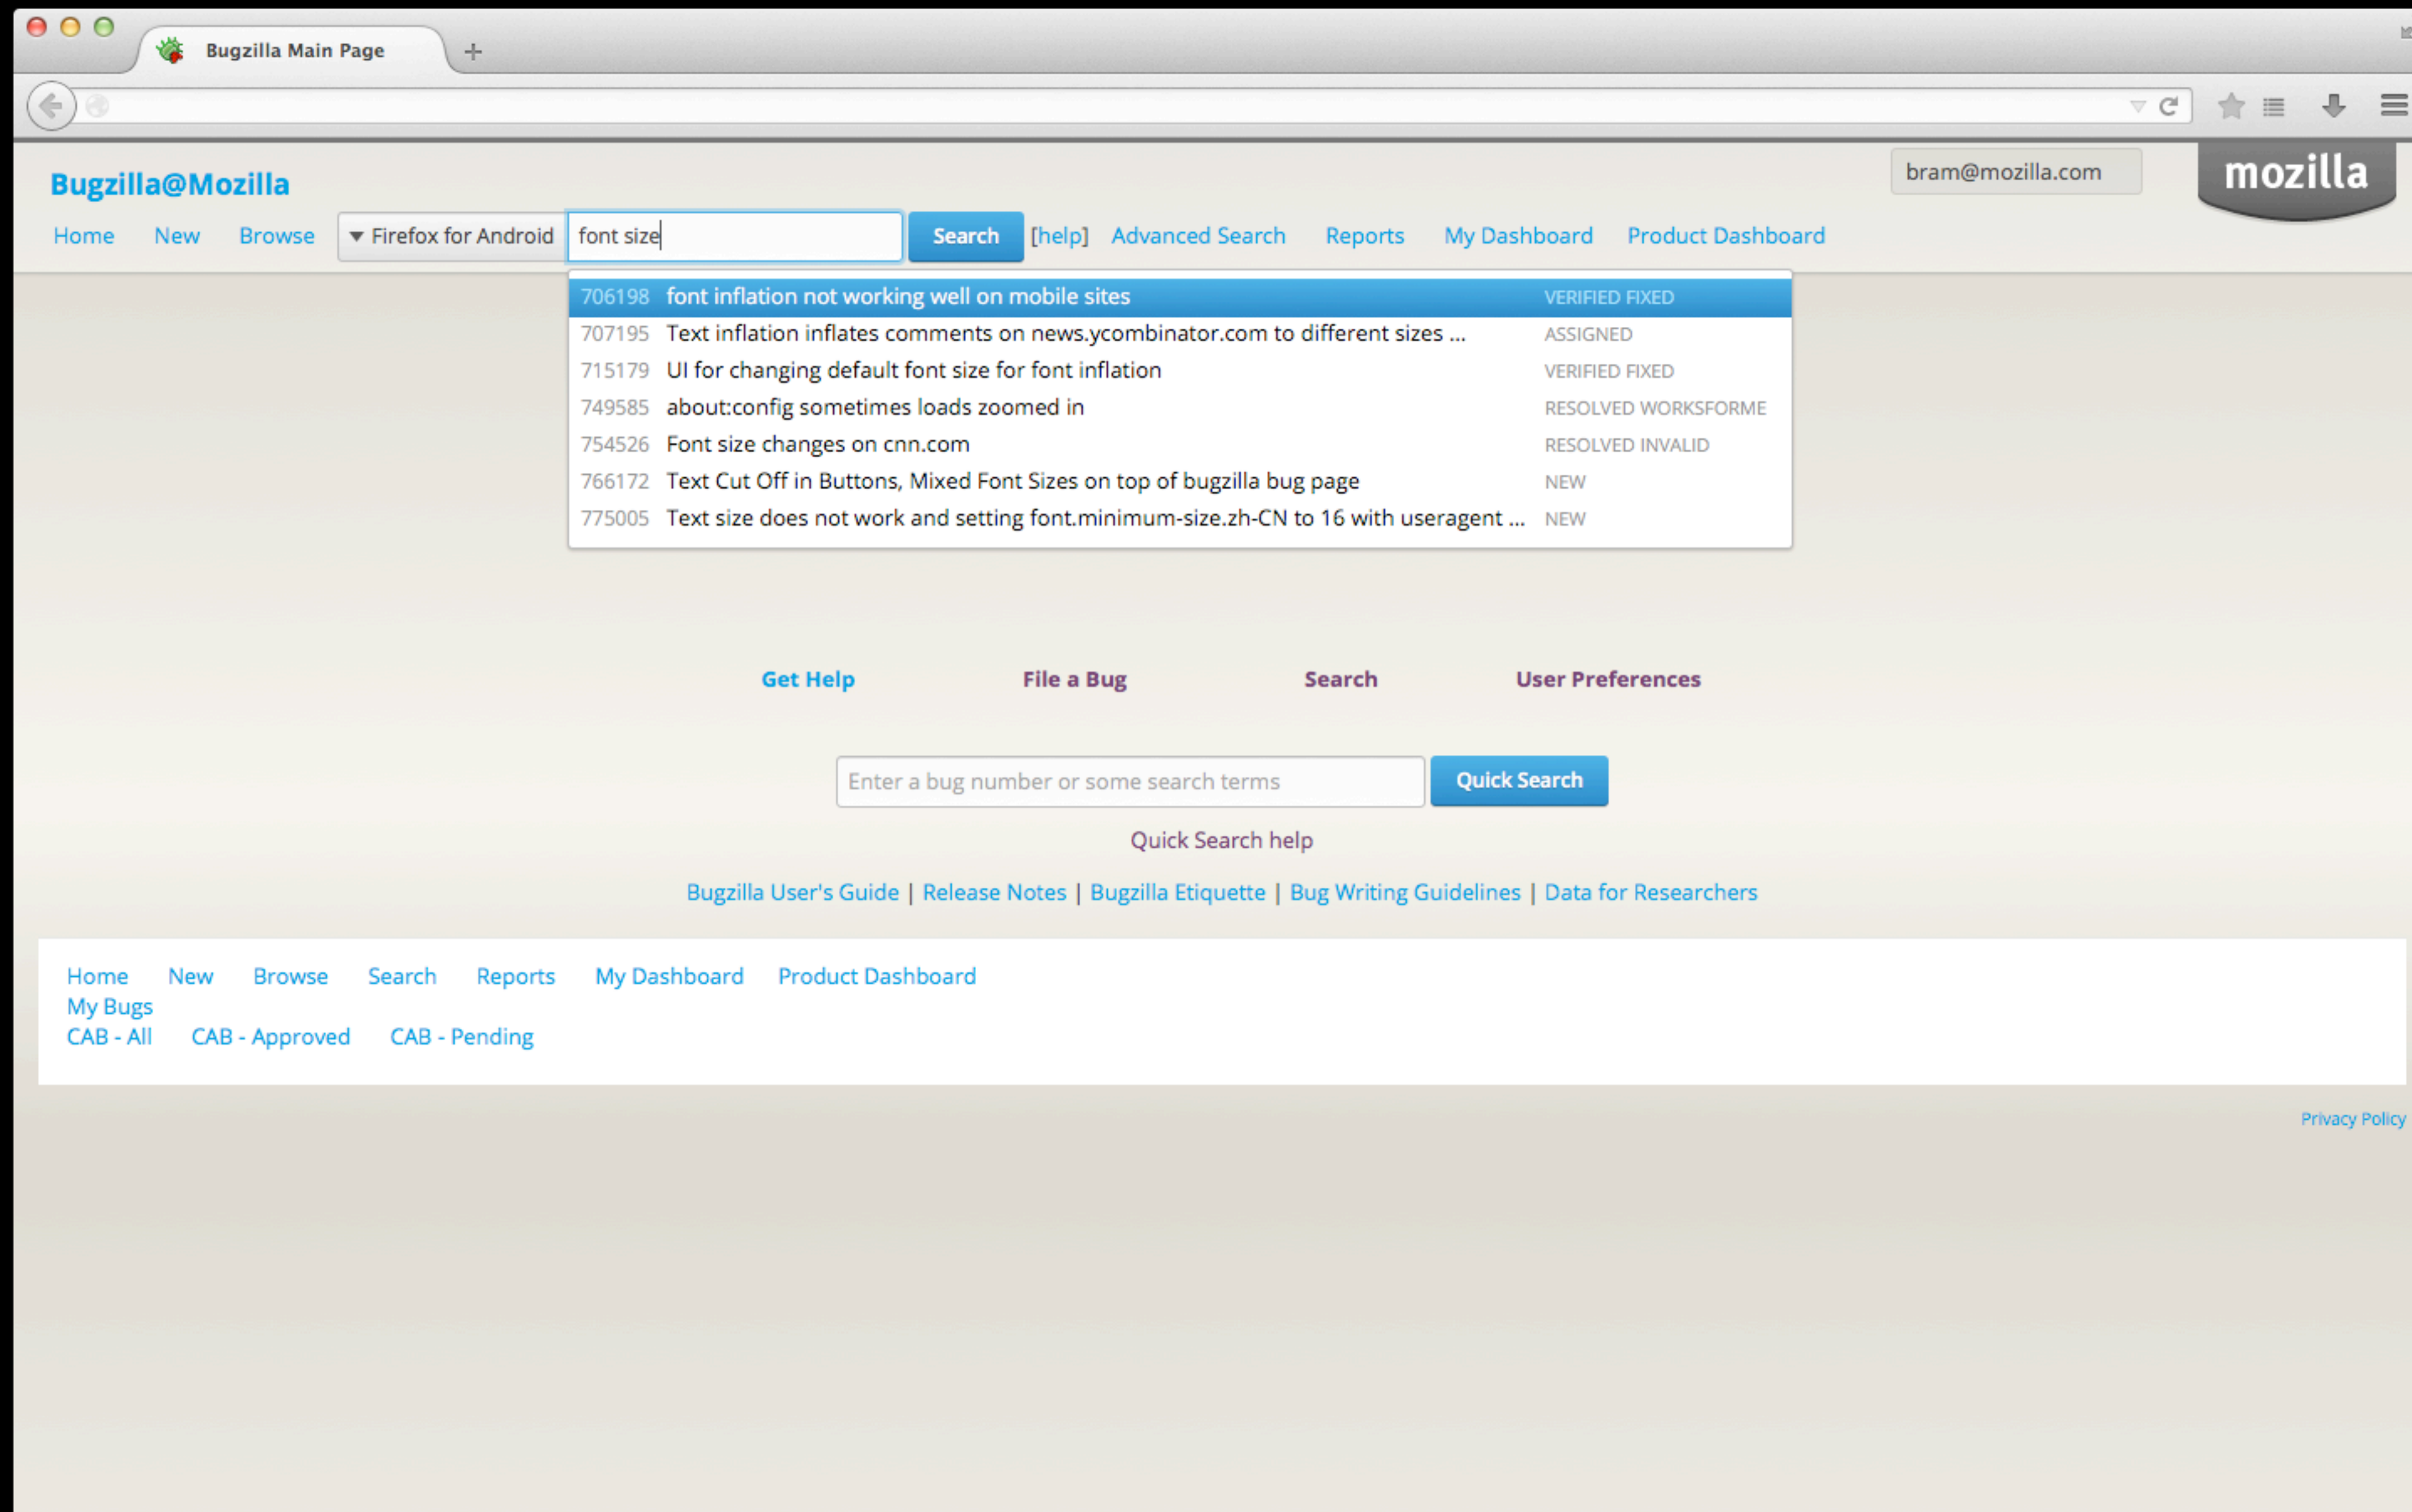 Bugzilla Main Page
Bugzilla@Mozilla
bram@mozilla.com
mozilla
Home New Browse Firefox for Android font size Search [help] Advanced Search Reports My Dashboard Product Dashboard
706198 font inflation not working well on mobile sites VERIFIED FIXED
707195 Text inflation inflates comments on news.ycombinator.com to different sizes ... ASSIGNED
715179 UI for changing default font size for font inflation VERIFIED FIXED
749585 about:config sometimes loads zoomed in RESOLVED WORKSFORME
754526 Font size changes on cnn.com RESOLVED INVALID
766172 Text Cut Off in Buttons, Mixed Font Sizes on top of bugzilla bug page NEW
775005 Text size does not work and setting font.minimum-size.zh-CN to 16 with useragent ... NEW
Get Help File a Bug Search User Preferences
Enter a bug number or some search terms Quick Search
Quick Search help
Bugzilla User's Guide | Release Notes | Bugzilla Etiquette | Bug Writing Guidelines | Data for Researchers
Home New Browse Search Reports My Dashboard Product Dashboard
My Bugs
CAB - All CAB - Approved CAB - Pending
Privacy Policy